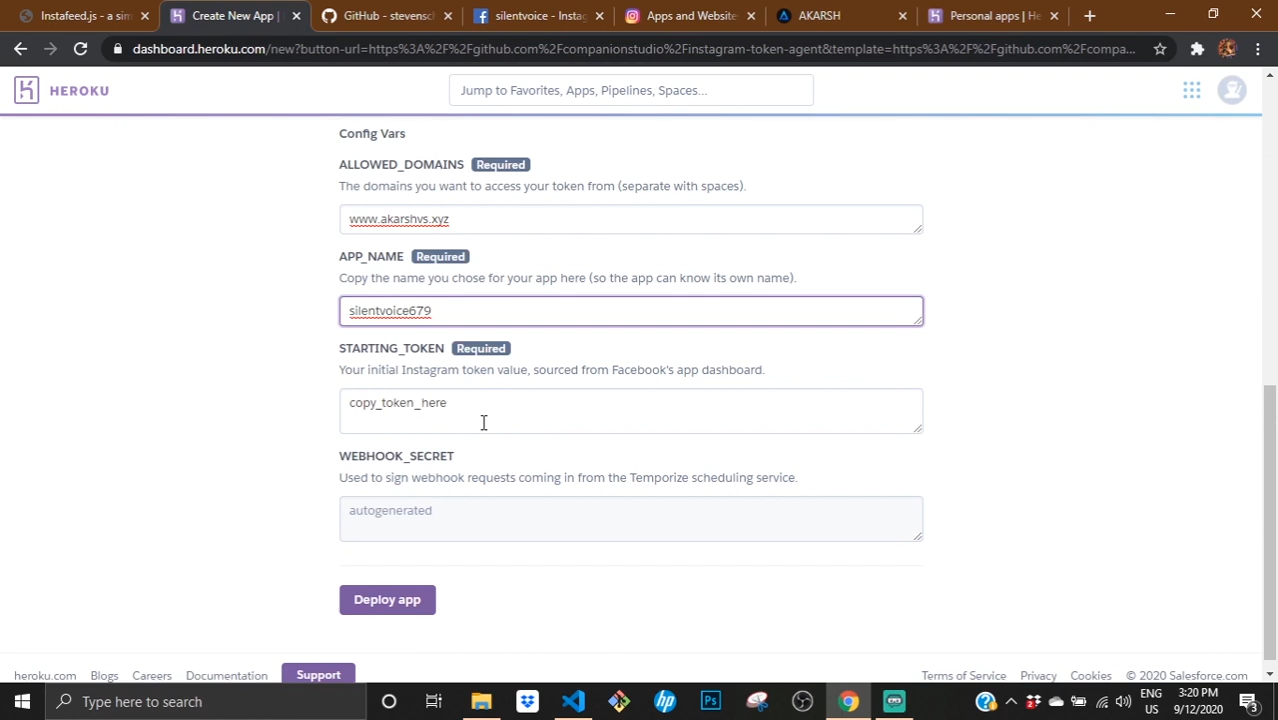 Instafeed.js - a sim
Create New App |
GitHub - stevensch
silentvoice - Instag
Apps and Website
AKARSH
Personal apps | He
dashboard.heroku.com/new?button-url=https%3A%2F%2Fgithub.com%2Fcompanionstudio%2Finstagram-token-agent&template=https%3A%2F%2Fgithub.com%2Fcompa...
HEROKU
Jump to Favorites, Apps, Pipelines, Spaces...
Config Vars
ALLOWED_DOMAINS Required
The domains you want to access your token from (separate with spaces).
www.akarshvs.xyz
APP_NAME Required
Copy the name you chose for your app here (so the app can know its own name).
silentvoice679
STARTING_TOKEN Required
Your initial Instagram token value, sourced from Facebook's app dashboard.
copy_token_here
WEBHOOK_SECRET
Used to sign webhook requests coming in from the Temporize scheduling service.
autogenerated
Deploy app
heroku.com Blogs Careers Documentation Support Terms of Service Privacy Cookies © 2020 Salesforce.com
Type here to search
ENG
US
3:20 PM
9/12/2020
3